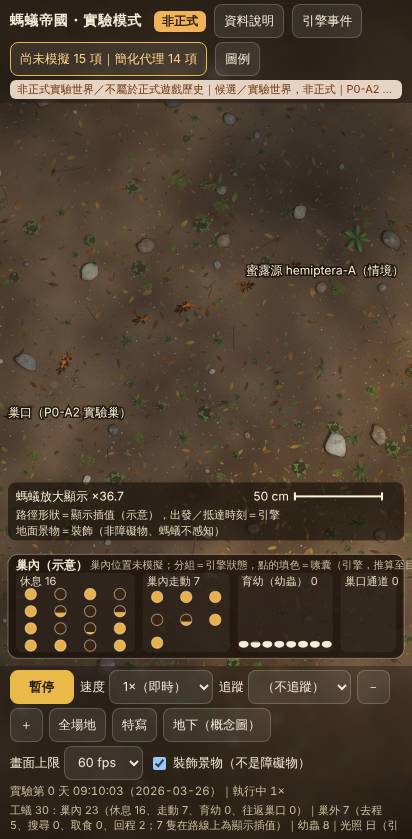 螞蟻帝國・實驗模式 非正式 資料說明 引擎事件
尚未模擬 15 項｜簡化代理 14 項 圖例
非正式實驗世界／不屬於正式遊戲歷史｜候選／實驗世界，非正式｜P0-A2 ...
蜜露源 hemiptera-A（情境）
巢口（P0-A2 實驗巢）
螞蟻放大顯示 ×36.7 50 cm
路徑形狀＝顯示插值（示意），出發／抵達時刻＝引擎
地面景物＝裝飾（非障礙物、螞蟻不感知）
巢內（示意） 巢內位置未模擬；分組＝引擎狀態，點的填色＝嗉囊（引擎，推算至目
休息 16 巢內走動 7 育幼（幼蟲） 0 巢口通道 0
暫停 速度 1×（即時） 追蹤 （不追蹤） －
＋ 全場地 特寫 地下（概念圖）
畫面上限 60 fps 裝飾景物（不是障礙物）
實驗第 0 天 09:10:03（2026-03-26）｜執行中 1×
工蟻 30：巢內 23（休息 16、走動 7、育幼 0、往返巢口 0）｜巢外 7（去程
5、搜尋 0、取食 0、回程 2；7 隻在路線上為顯示插值）｜幼蟲 8｜光照 日（引